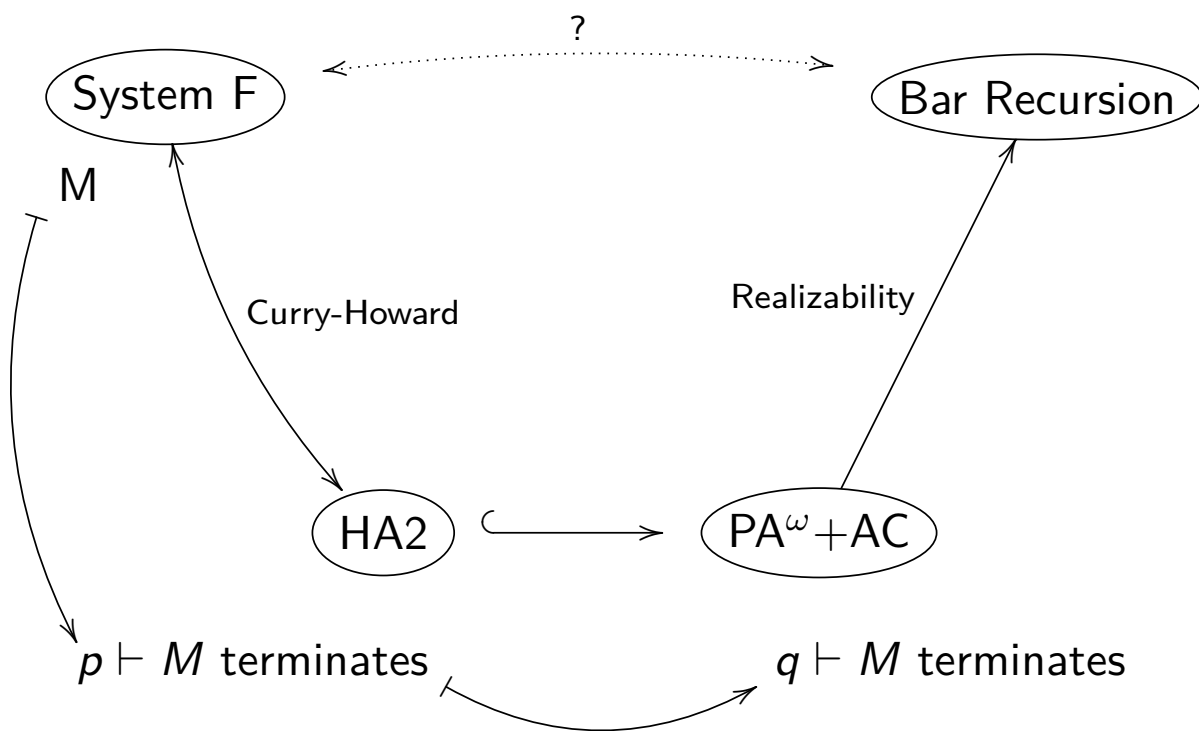 ?
System F
Bar Recursion
M
Curry-Howard
Realizability
HA2
PA^ω+AC
p ⊢ M terminates
q ⊢ M terminates